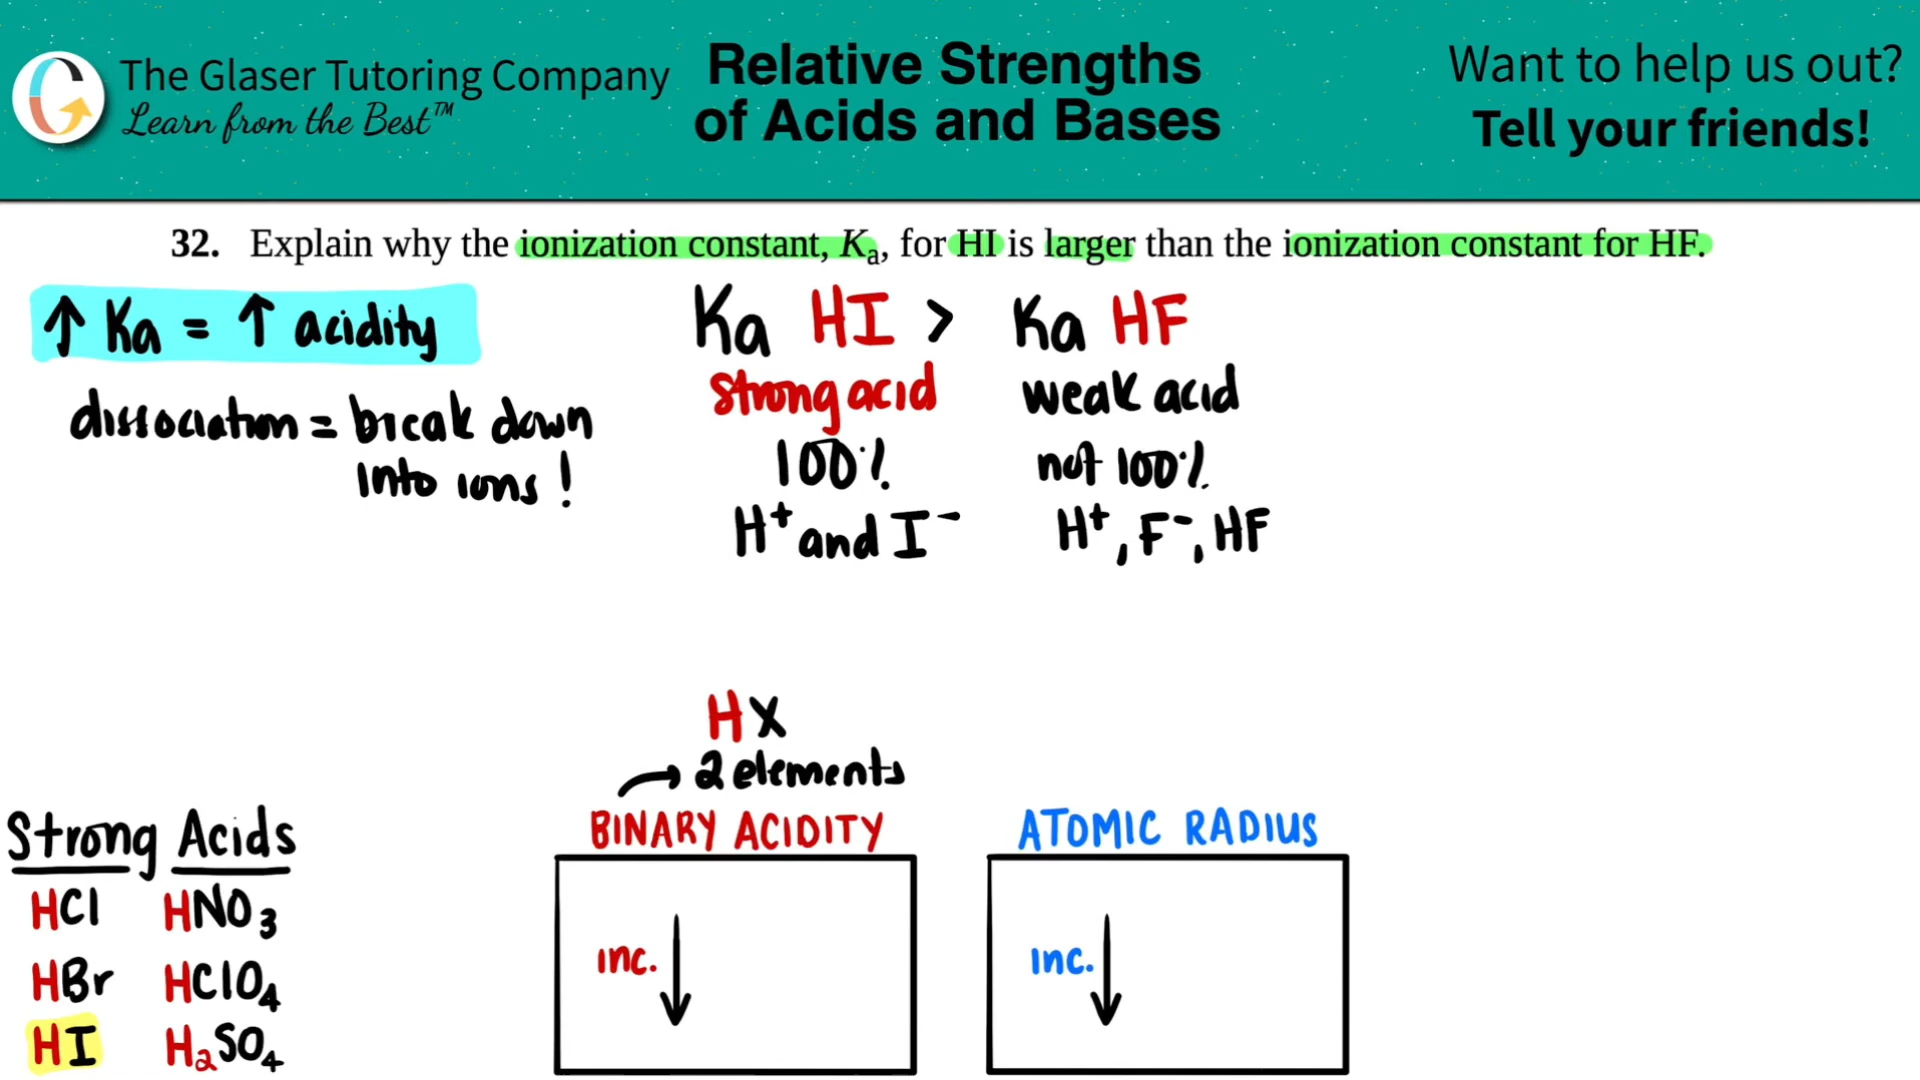 The Glaser Tutoring Company
Learn from the Best™
Relative Strengths
of Acids and Bases
Want to help us out?
Tell your friends!
32. Explain why the ionization constant, Kₐ, for HI is larger than the ionization constant for HF.
↑ Ka = ↑ acidity
dissociation = break down
into ions!
Ka HI > Ka HF
strong acid
100%
H⁺ and I⁻
weak acid
not 100%
H⁺, F⁻, HF
HX
→ 2 elements
BINARY ACIDITY
inc. ↓
ATOMIC RADIUS
inc. ↓
Strong Acids
HCl HNO₃
HBr HClO₄
HI H₂SO₄